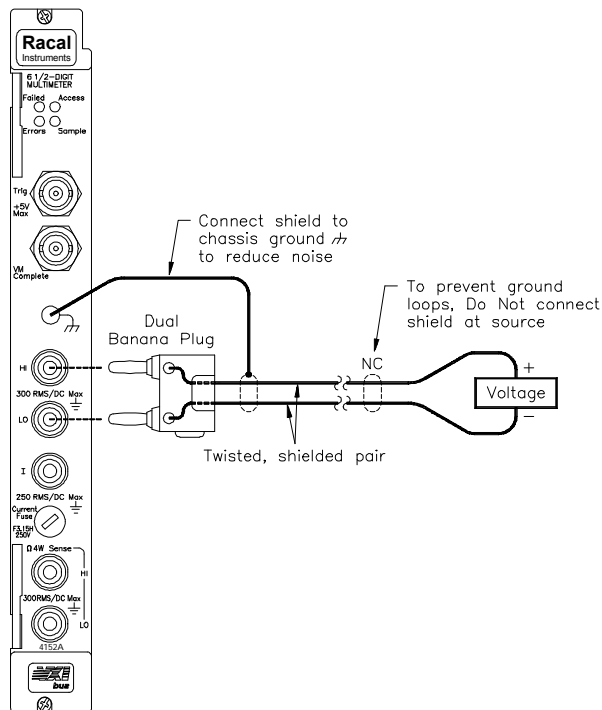 Racal
Instruments
6 1/2-DIGIT
MULTIMETER
Failed Access
Errors Sample
Trig
+5V
Max
VM
Complete
Connect shield to
chassis ground
to reduce noise
To prevent ground
loops, Do Not connect
shield at source
Dual
Banana Plug
NC
HI
300 RMS/DC Max
LO
+
Voltage
−
Twisted, shielded pair
I
250 RMS/DC Max
Current
Fuse
F3.15H
250V
Ω 4W Sense
HI
300RMS/DC Max
LO
4152A
VXI
bus